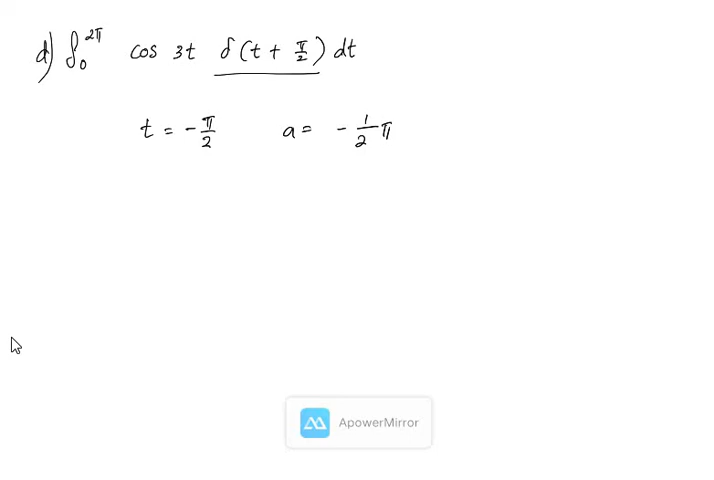 d) ∫₀^2π cos 3t δ(t + π/2) dt
t = -π/2 a = -1/2 π
ApowerMirror